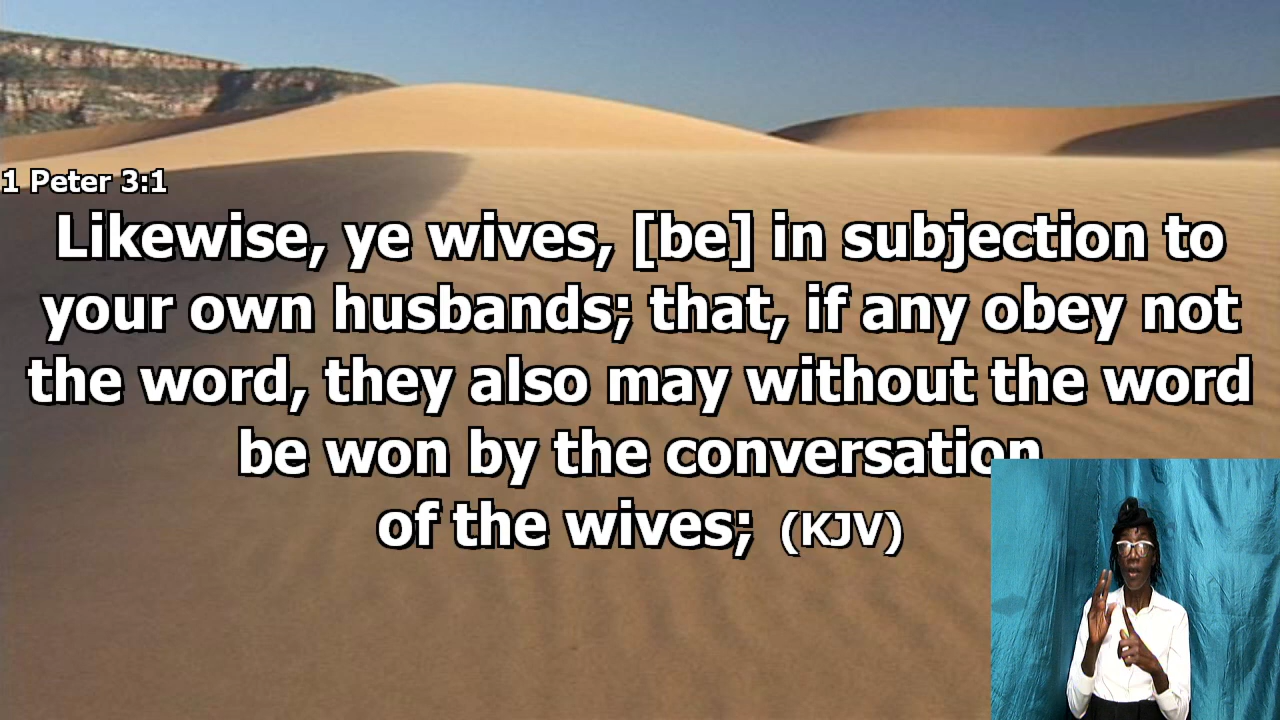 1 Peter 3:1
Likewise, ye wives, [be] in subjection to
your own husbands; that, if any obey not
the word, they also may without the word
be won by the conversation
of the wives; (KJV)